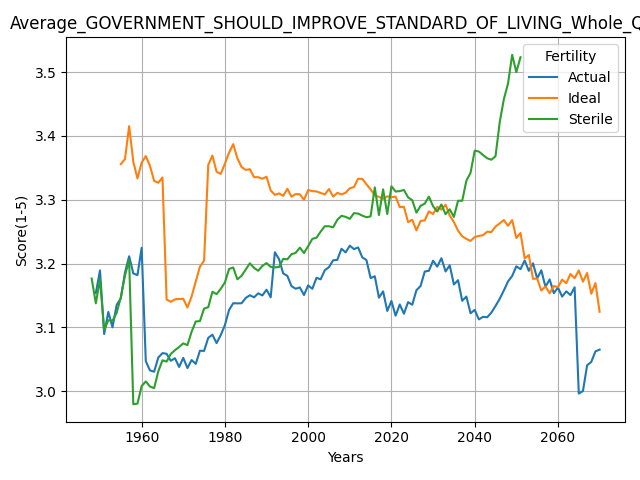 Average_GOVERNMENT_SHOULD_IMPROVE_STANDARD_OF_LIVING_Whole_Q
Fertility
Actual
Ideal
Sterile
Score(1-5)
3.5
3.4
3.3
3.2
3.1
3.0
1960 1980 2000 2020 2040 2060
Years